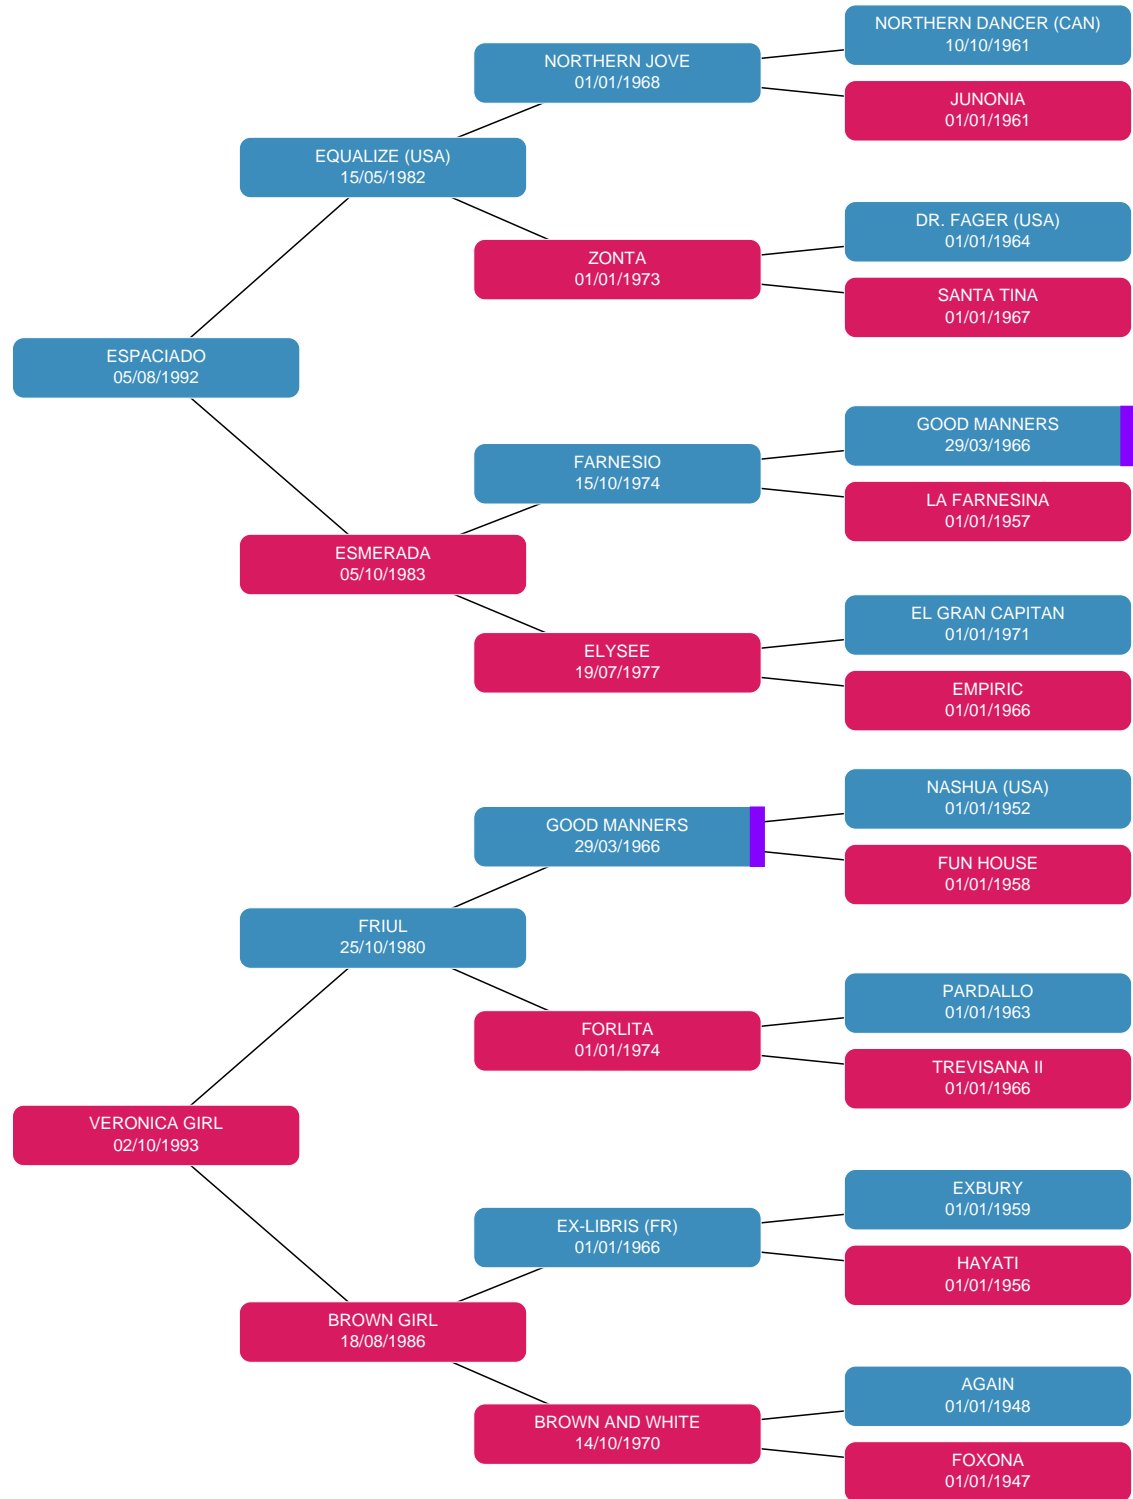 NORTHERN DANCER (CAN)
10/10/1961
NORTHERN JOVE
01/01/1968
JUNONIA
01/01/1961
EQUALIZE (USA)
15/05/1982
DR. FAGER (USA)
01/01/1964
ZONTA
01/01/1973
SANTA TINA
01/01/1967
ESPACIADO
05/08/1992
GOOD MANNERS
29/03/1966
FARNESIO
15/10/1974
LA FARNESINA
01/01/1957
ESMERADA
05/10/1983
EL GRAN CAPITAN
01/01/1971
ELYSEE
19/07/1977
EMPIRIC
01/01/1966
NASHUA (USA)
01/01/1952
GOOD MANNERS
29/03/1966
FUN HOUSE
01/01/1958
FRIUL
25/10/1980
PARDALLO
01/01/1963
FORLITA
01/01/1974
TREVISANA II
01/01/1966
VERONICA GIRL
02/10/1993
EXBURY
01/01/1959
EX-LIBRIS (FR)
01/01/1966
HAYATI
01/01/1956
BROWN GIRL
18/08/1986
AGAIN
01/01/1948
BROWN AND WHITE
14/10/1970
FOXONA
01/01/1947